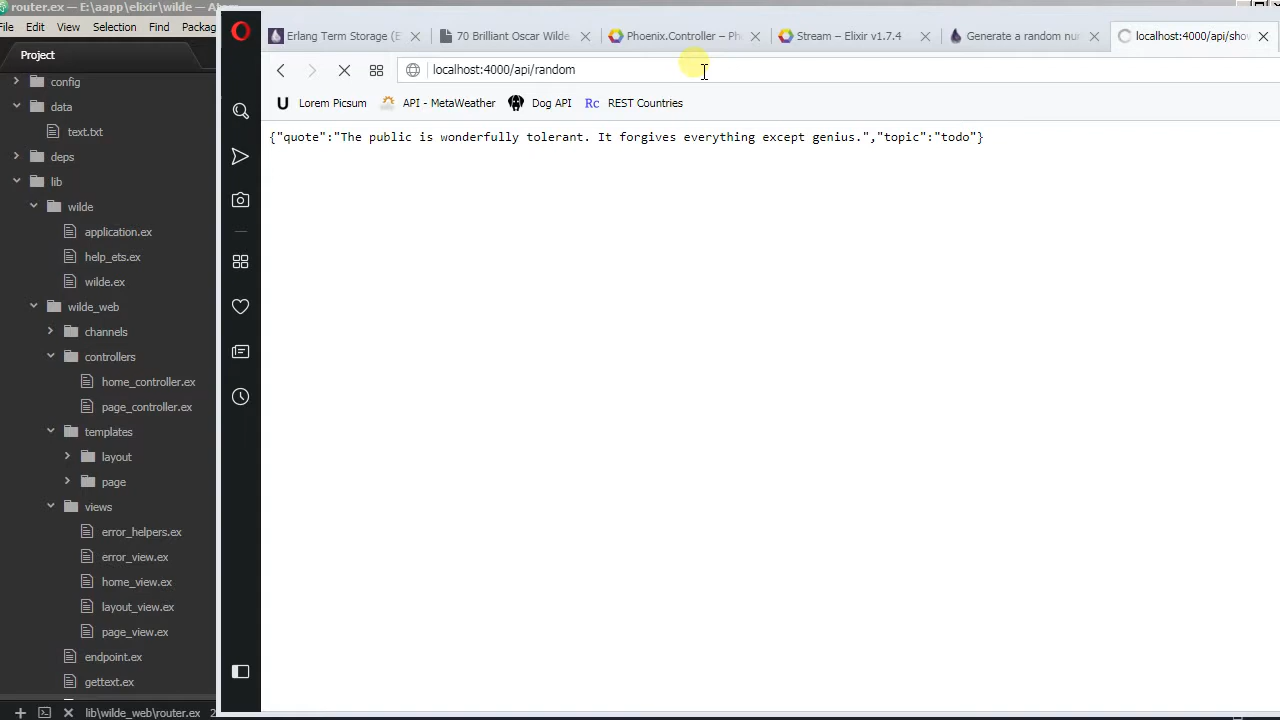 router.ex — E:\aapp\elixir\wilde — Atom
File Edit View Selection Find Packag
Project
config
data
text.txt
deps
lib
wilde
application.ex
help_ets.ex
wilde.ex
wilde_web
channels
controllers
home_controller.ex
page_controller.ex
templates
layout
page
views
error_helpers.ex
error_view.ex
home_view.ex
layout_view.ex
page_view.ex
endpoint.ex
gettext.ex
lib\wilde_web\router.ex 2
Erlang Term Storage (E
70 Brilliant Oscar Wilde
Phoenix.Controller – Ph
Stream – Elixir v1.7.4
Generate a random nur
localhost:4000/api/sho
localhost:4000/api/random
U Lorem Picsum API - MetaWeather Dog API Rc REST Countries
{"quote":"The public is wonderfully tolerant. It forgives everything except genius.","topic":"todo"}